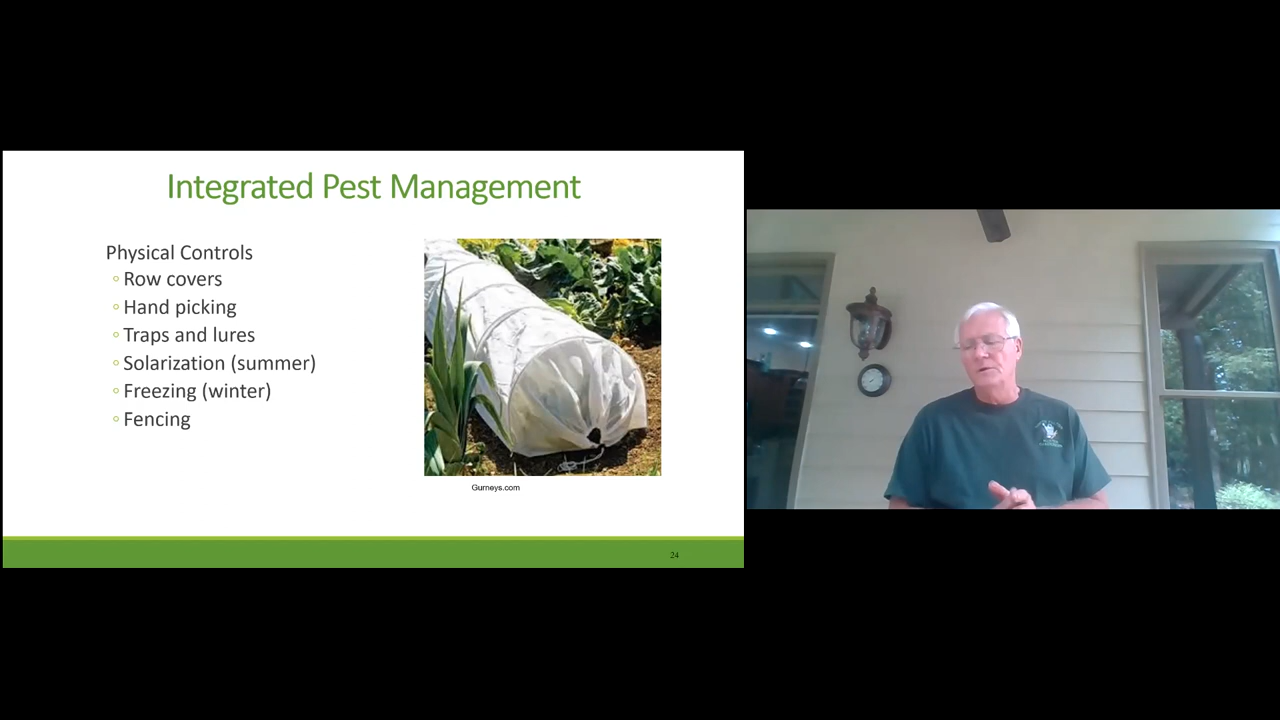 Integrated Pest Management
Physical Controls
◦ Row covers
◦ Hand picking
◦ Traps and lures
◦ Solarization (summer)
◦ Freezing (winter)
◦ Fencing
Gurneys.com
24